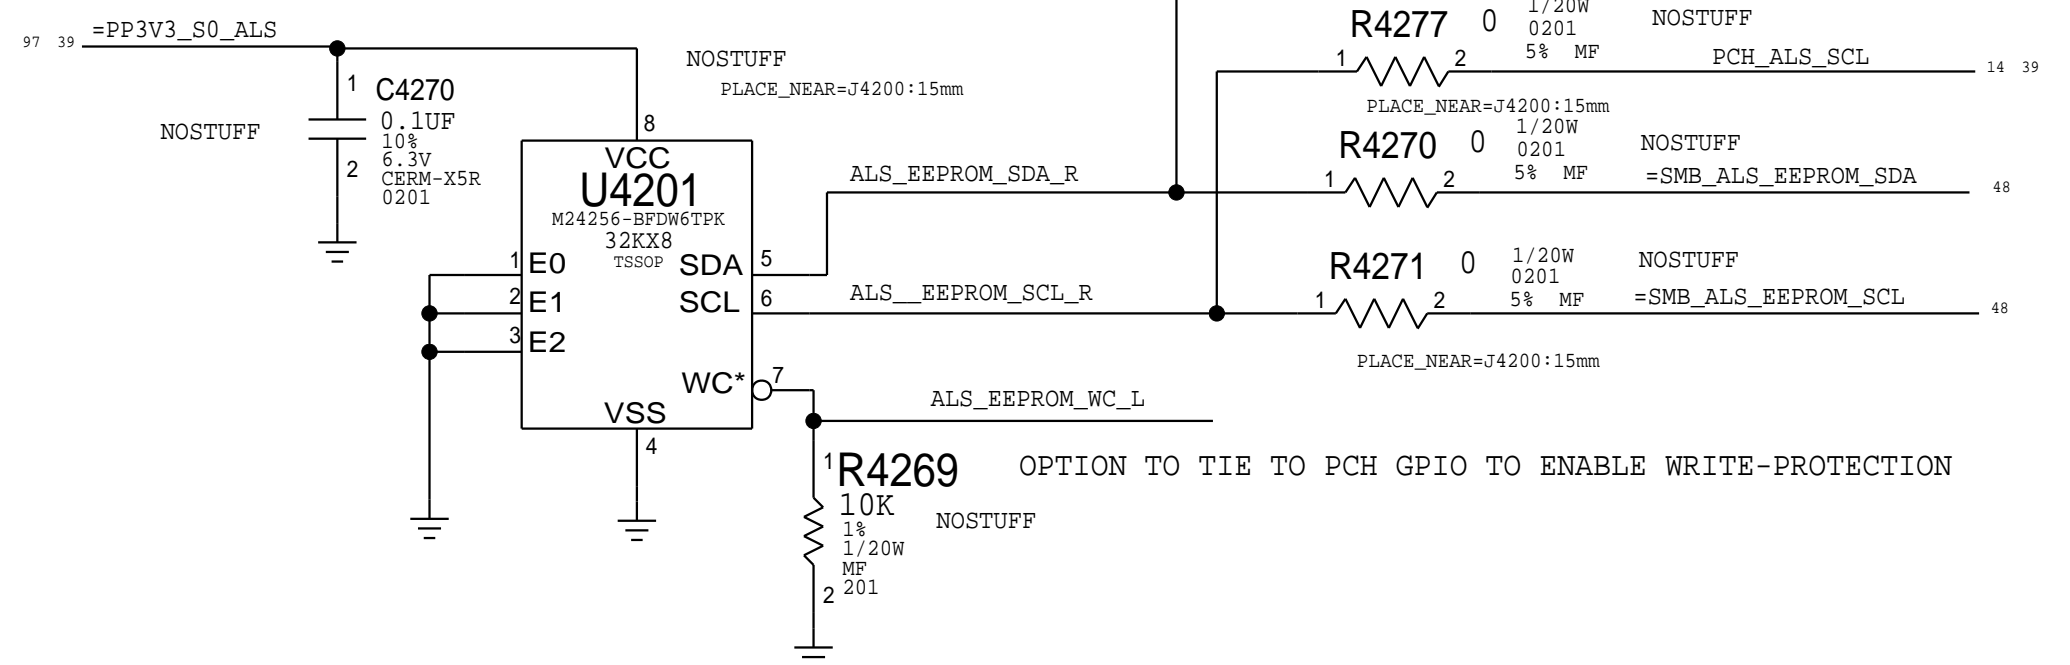 97 39 =PP3V3_S0_ALS
1
C4270
0.1UF
10%
6.3V
CERM-X5R
0201
2
NOSTUFF
NOSTUFF
PLACE_NEAR=J4200:15mm
8
VCC
U4201
M24256-BFDW6TPK
32KX8
TSSOP
1 E0
2 E1
3 E2
SDA 5
SCL 6
WC* 7
VSS
4
ALS_EEPROM_SDA_R
ALS__EEPROM_SCL_R
ALS_EEPROM_WC_L
R4277 0
1/20W
0201
5% MF
NOSTUFF
1 2
PCH_ALS_SCL
14 39
PLACE_NEAR=J4200:15mm
R4270 0
1/20W
0201
5% MF
NOSTUFF
1 2
=SMB_ALS_EEPROM_SDA
48
R4271 0
1/20W
0201
5% MF
NOSTUFF
1 2
=SMB_ALS_EEPROM_SCL
48
PLACE_NEAR=J4200:15mm
1 R4269
10K
1%
1/20W
MF
201
2
NOSTUFF
OPTION TO TIE TO PCH GPIO TO ENABLE WRITE-PROTECTION